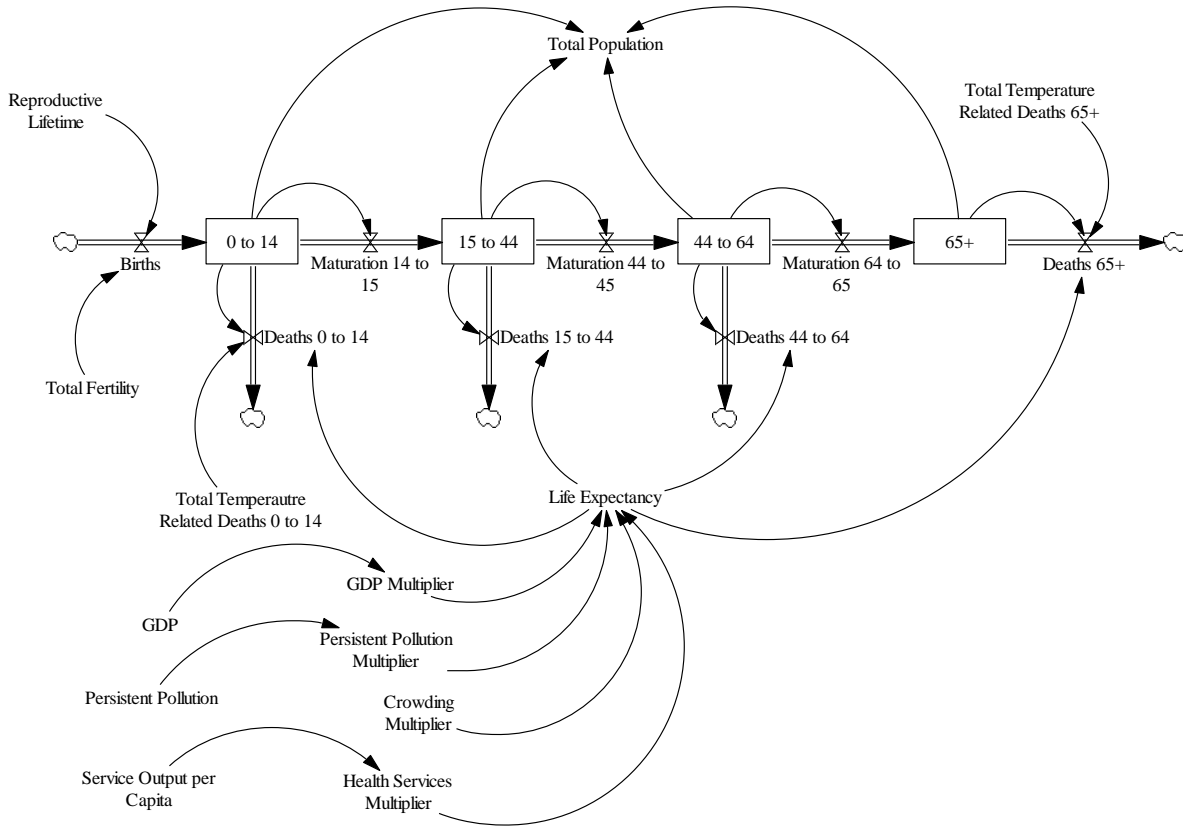 Total Population
Reproductive
Lifetime
Total Temperature
Related Deaths 65+
0 to 14
15 to 44
44 to 64
65+
Births
Maturation 14 to
15
Maturation 44 to
45
Maturation 64 to
65
Deaths 65+
Deaths 0 to 14
Deaths 15 to 44
Deaths 44 to 64
Total Fertility
Total Temperautre
Related Deaths 0 to 14
Life Expectancy
GDP Multiplier
GDP
Persistent Pollution
Multiplier
Persistent Pollution
Crowding
Multiplier
Service Output per
Capita
Health Services
Multiplier